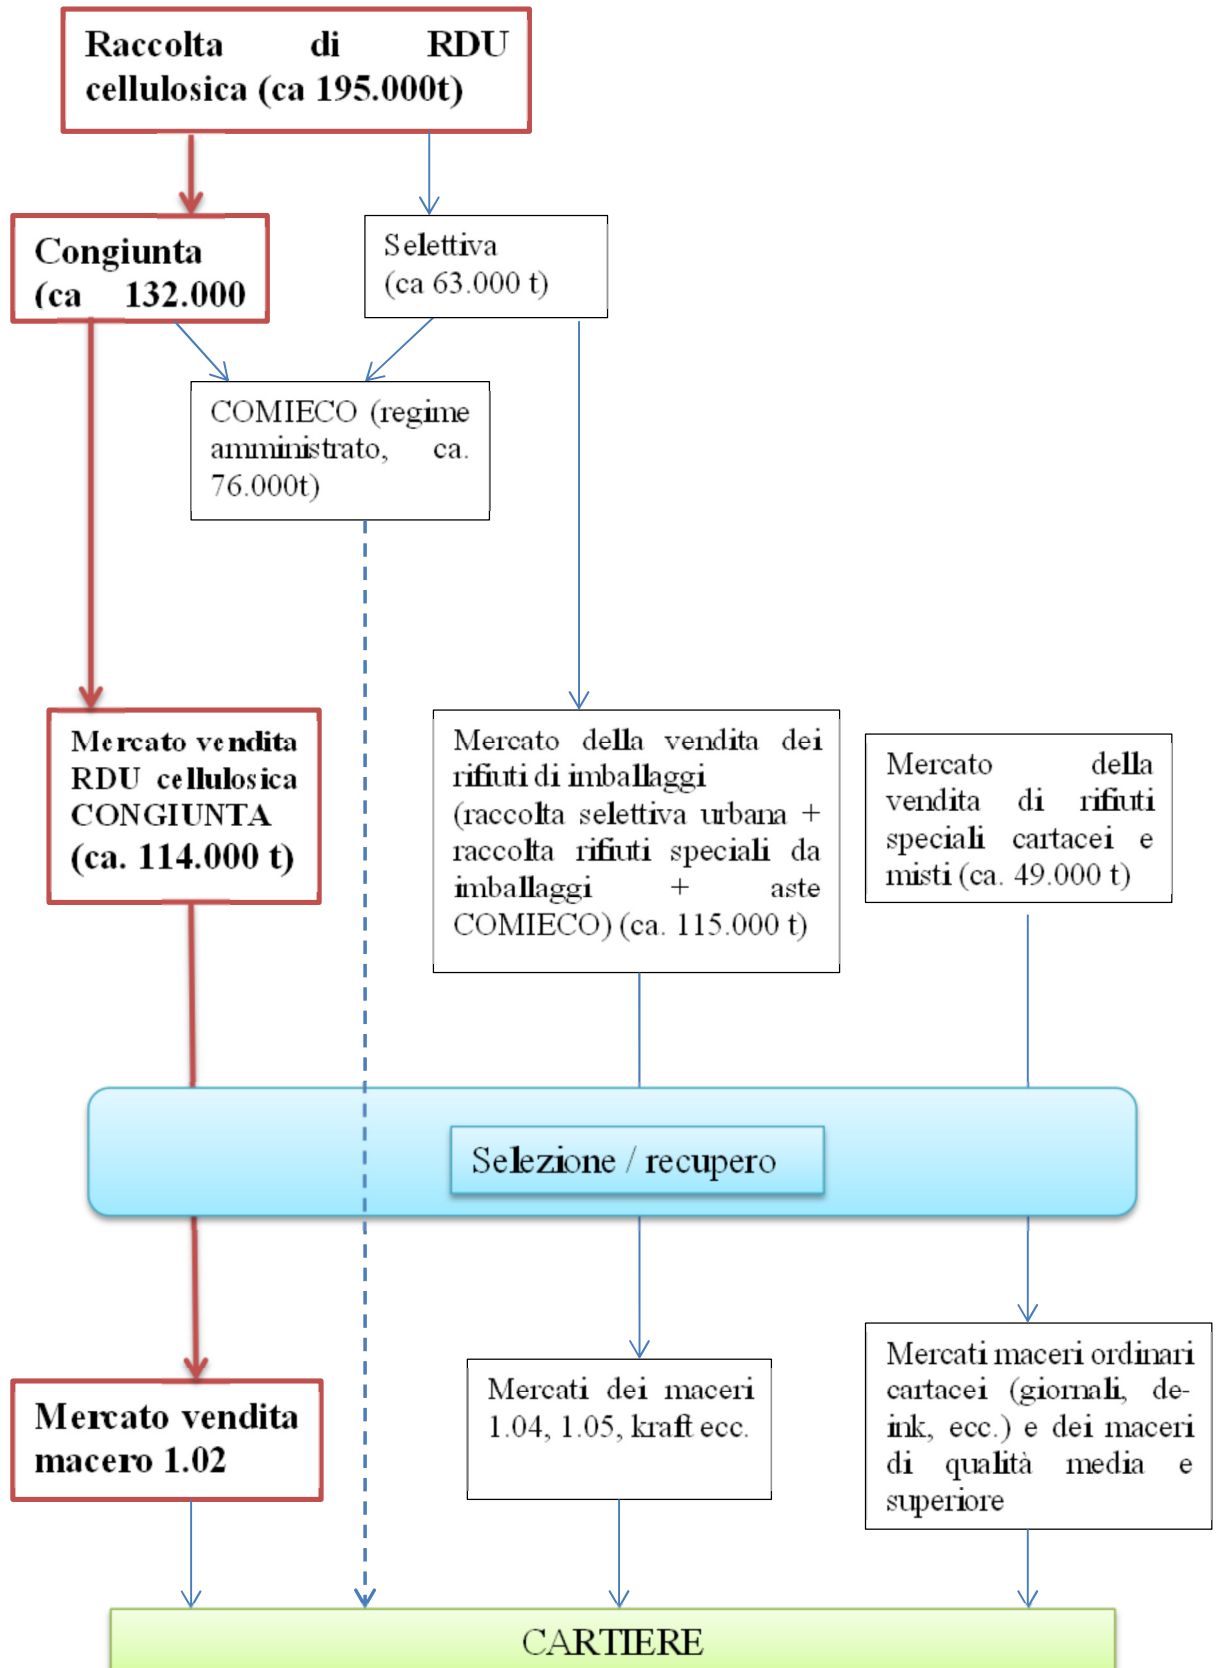 Raccolta di RDU
cellulosica (ca 195.000t)
Congiunta
(ca 132.000
Selettiva
(ca 63.000 t)
COMIECO (regime
amministrato, ca.
76.000t)
Mercato vendita
RDU cellulosica
CONGIUNTA
(ca. 114.000 t)
Mercato della vendita dei
rifiuti di imballaggi
(raccolta selettiva urbana +
raccolta rifiuti speciali da
imballaggi + aste
COMIECO) (ca. 115.000 t)
Mercato della
vendita di rifiuti
speciali cartacei e
misti (ca. 49.000 t)
Selezione / recupero
Mercato vendita
macero 1.02
Mercati dei maceri
1.04, 1.05, kraft ecc.
Mercati maceri ordinari
cartacei (giornali, de-
ink, ecc.) e dei maceri
di qualità media e
superiore
CARTIERE